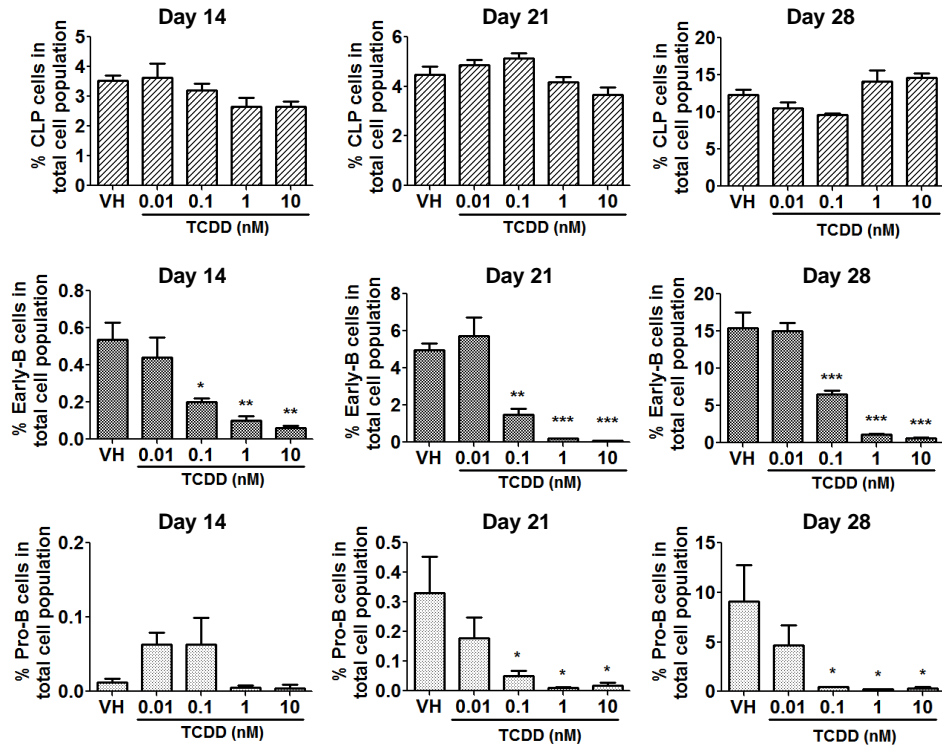 Day 14
% CLP cells in
total cell population
5
4
3
2
1
0
VH 0.01 0.1 1 10
TCDD (nM)
Day 21
% CLP cells in
total cell population
6
4
2
0
VH 0.01 0.1 1 10
TCDD (nM)
Day 28
% CLP cells in
total cell population
20
15
10
5
0
VH 0.01 0.1 1 10
TCDD (nM)
Day 14
% Early-B cells in
total cell population
0.8
0.6
0.4
0.2
0.0
* ** **
VH 0.01 0.1 1 10
TCDD (nM)
Day 21
% Early-B cells in
total cell population
8
6
4
2
0
** *** ***
VH 0.01 0.1 1 10
TCDD (nM)
Day 28
% Early-B cells in
total cell population
20
15
10
5
0
*** *** ***
VH 0.01 0.1 1 10
TCDD (nM)
Day 14
% Pro-B cells in
total cell population
0.2
0.1
0.0
VH 0.01 0.1 1 10
TCDD (nM)
Day 21
% Pro-B cells in
total cell population
0.5
0.4
0.3
0.2
0.1
0.0
* * *
VH 0.01 0.1 1 10
TCDD (nM)
Day 28
% Pro-B cells in
total cell population
15
10
5
0
* * *
VH 0.01 0.1 1 10
TCDD (nM)